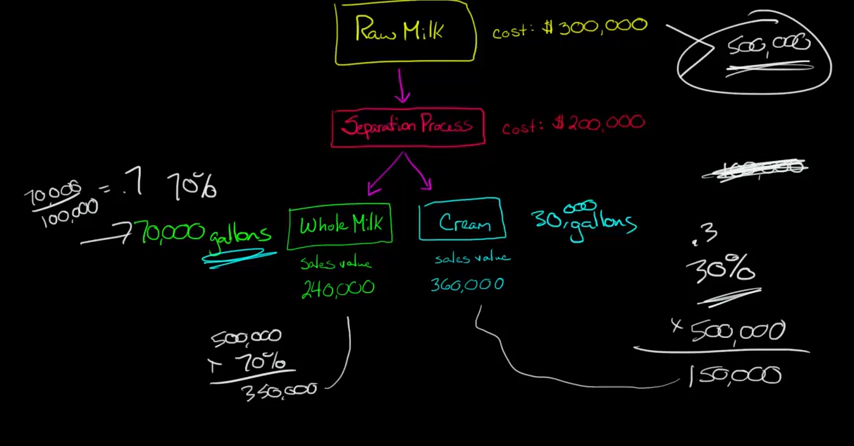 Raw Milk
cost: $300,000
500,000
Separation Process
cost: $200,000
100,000
70,000
100,000
= .7
70%
70,000 gallons
Whole Milk
Cream
30,000 gallons
sales value
240,000
sales value
360,000
.3
30%
x 500,000
150,000
500,000
x 70%
350,000